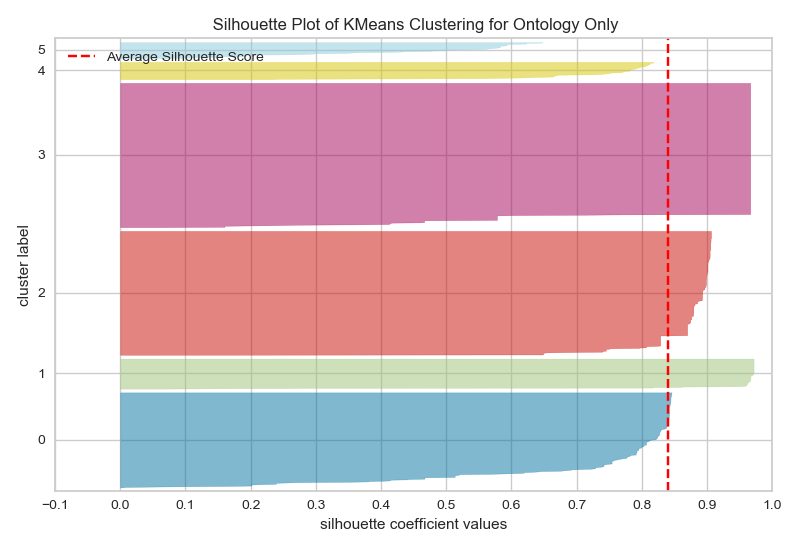 Silhouette Plot of KMeans Clustering for Ontology Only
Average Silhouette Score
5
4
3
2
1
0
cluster label
−0.1 0.0 0.1 0.2 0.3 0.4 0.5 0.6 0.7 0.8 0.9 1.0
silhouette coefficient values